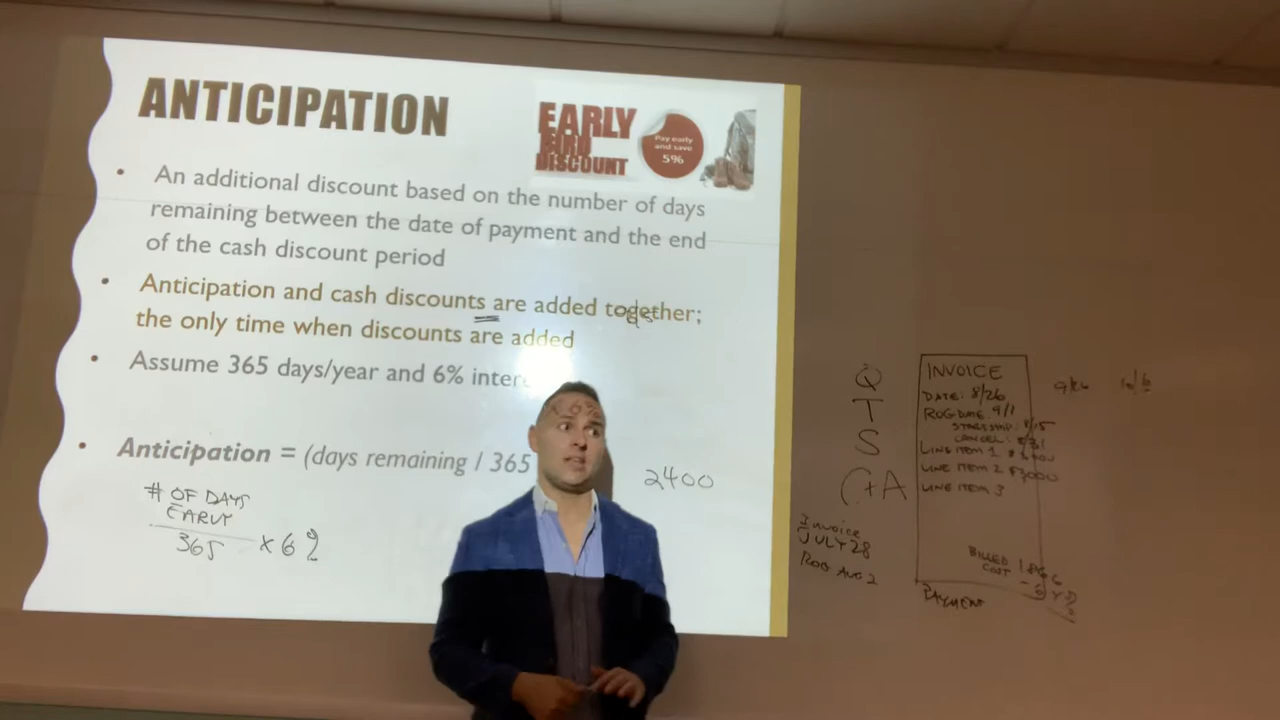 ANTICIPATION
EARLY
BIRD
DISCOUNT
Pay early
and save
5%
An additional discount based on the number of days
remaining between the date of payment and the end
of the cash discount period
Anticipation and cash discounts are added together;
the only time when discounts are added
Assume 365 days/year and 6%
Anticipation = (days remaining / 365
# OF DAYS
EARLY
365
x 6%
2400
Q
T
S
C+A
INVOICE
DATE: 8/26
ROG DATE: 9/1
CANCEL:
LINE ITEM 1
LINE ITEM 2 $3,000
LINE ITEM 3
BILLED
COST
PAYMENT
Invoice
JULY 28
ROG AUG 2